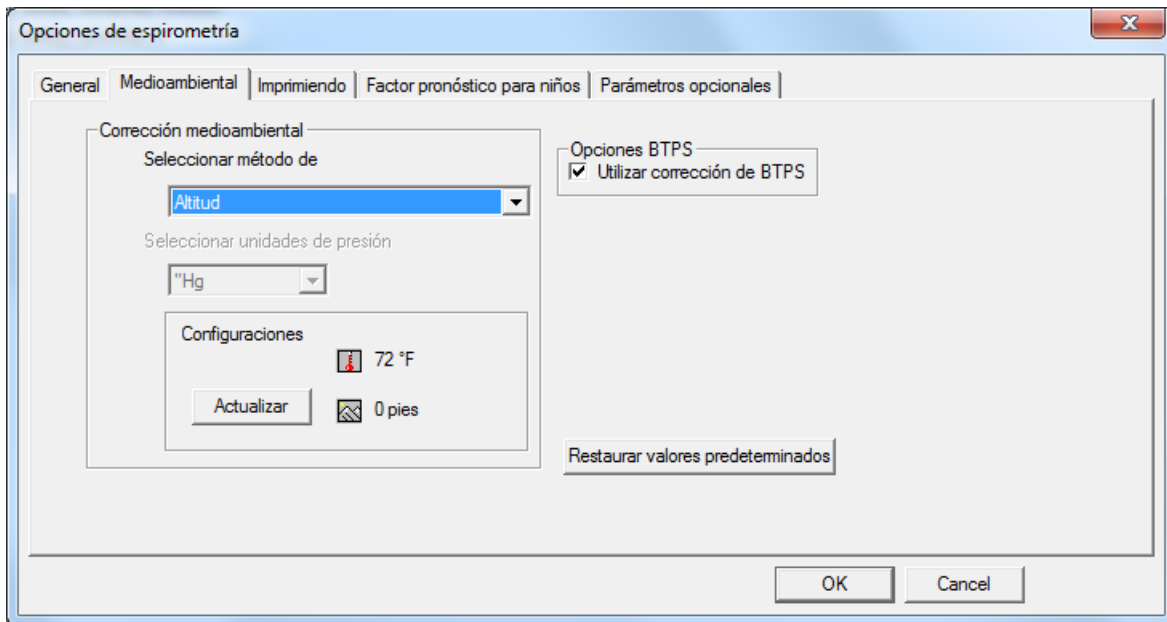 Opciones de espirometría
General
Medioambiental
Imprimiendo
Factor pronóstico para niños
Parámetros opcionales
Corrección medioambiental
Seleccionar método de
Altitud
Seleccionar unidades de presión
"Hg
Configuraciones
72 °F
Actualizar
0 pies
Opciones BTPS
Utilizar corrección de BTPS
Restaurar valores predeterminados
OK
Cancel